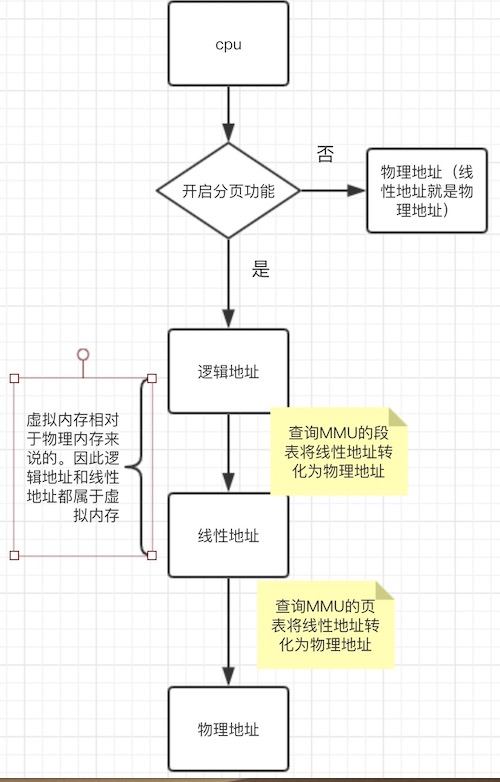 cpu
开启分页功能
否
物理地址（线
性地址就是物
理地址）
是
逻辑地址
查询MMU的段
表将线性地址转
化为物理地址
虚拟内存相对
于物理内存来
说的。因此逻
辑地址和线性
地址都属于虚
拟内存
线性地址
查询MMU的页
表将线性地址转
化为物理地址
物理地址